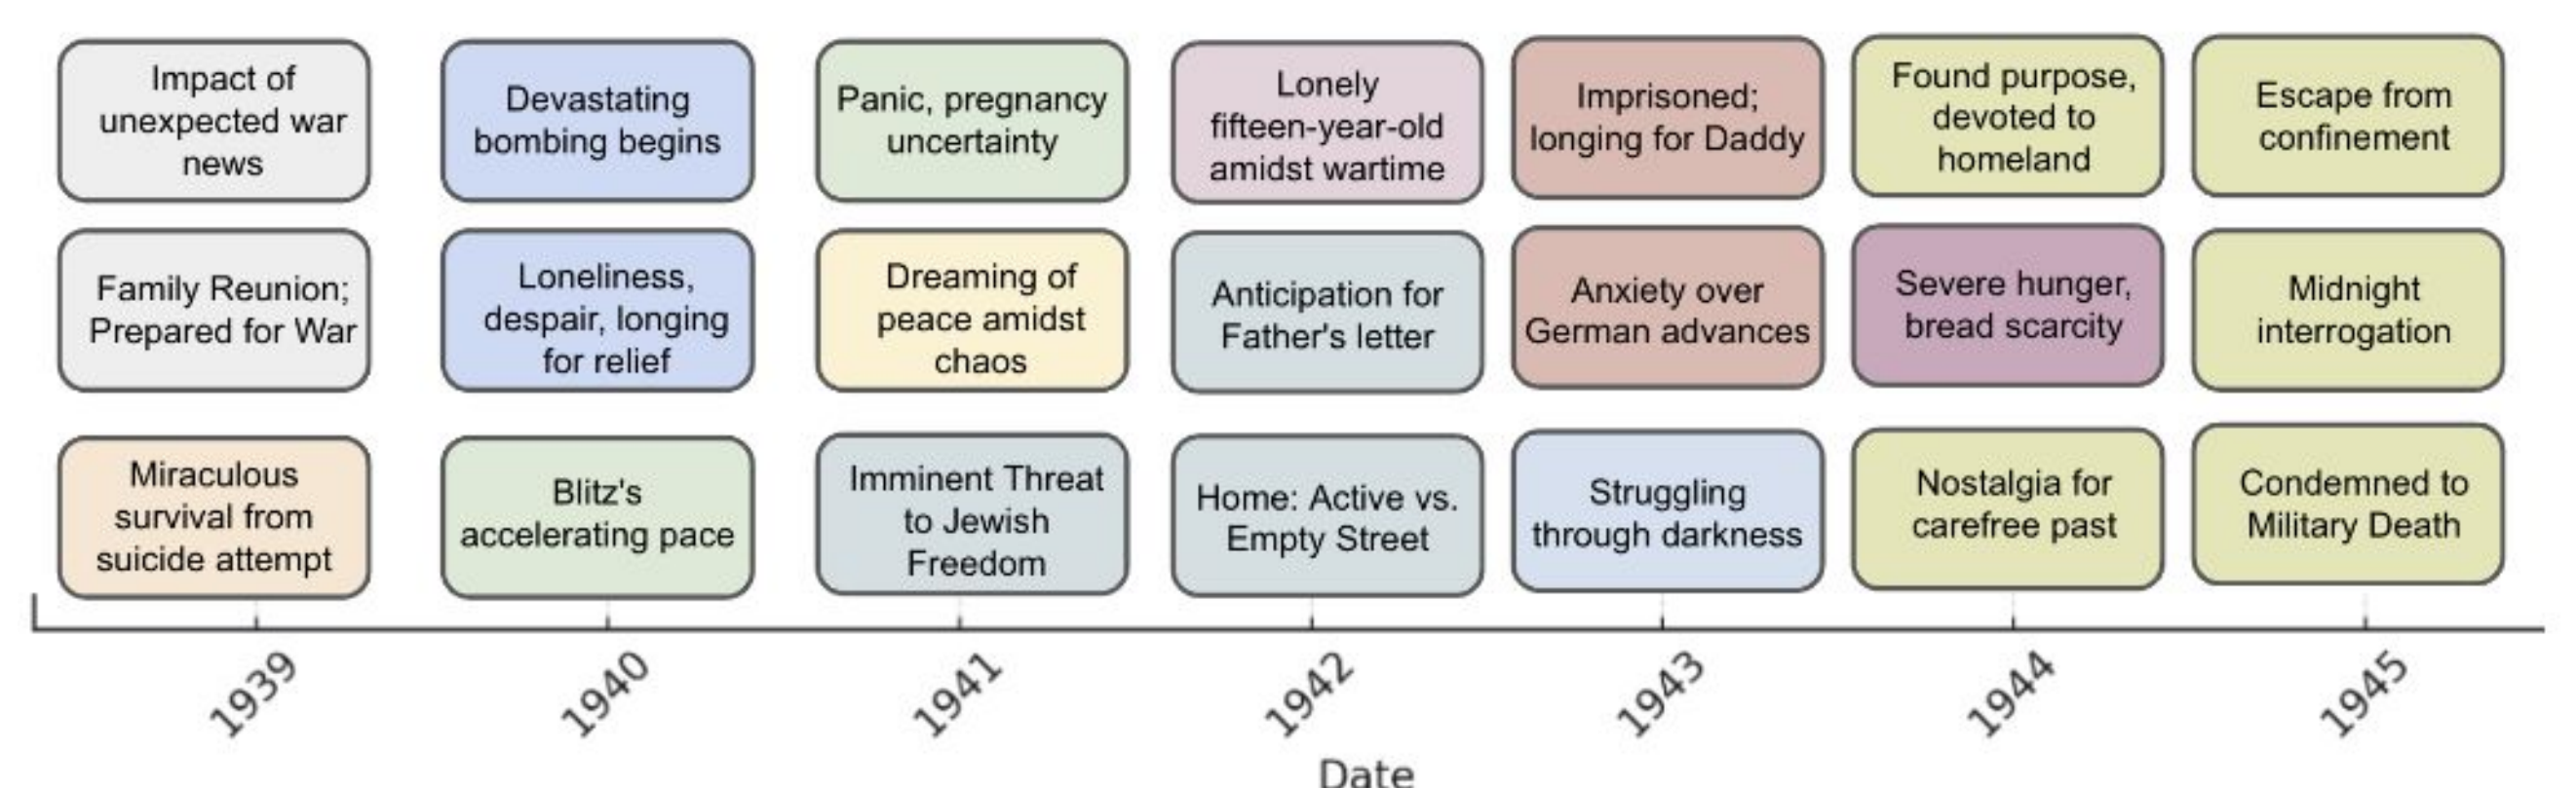 Impact of
unexpected war
news
Devastating
bombing begins
Panic, pregnancy
uncertainty
Lonely
fifteen-year-old
amidst wartime
Imprisoned;
longing for Daddy
Found purpose,
devoted to
homeland
Escape from
confinement
Family Reunion;
Prepared for War
Loneliness,
despair, longing
for relief
Dreaming of
peace amidst
chaos
Anticipation for
Father's letter
Anxiety over
German advances
Severe hunger,
bread scarcity
Midnight
interrogation
Miraculous
survival from
suicide attempt
Blitz's
accelerating pace
Imminent Threat
to Jewish
Freedom
Home: Active vs.
Empty Street
Struggling
through darkness
Nostalgia for
carefree past
Condemned to
Military Death
1939
1940
1941
1942
1943
1944
1945
Date